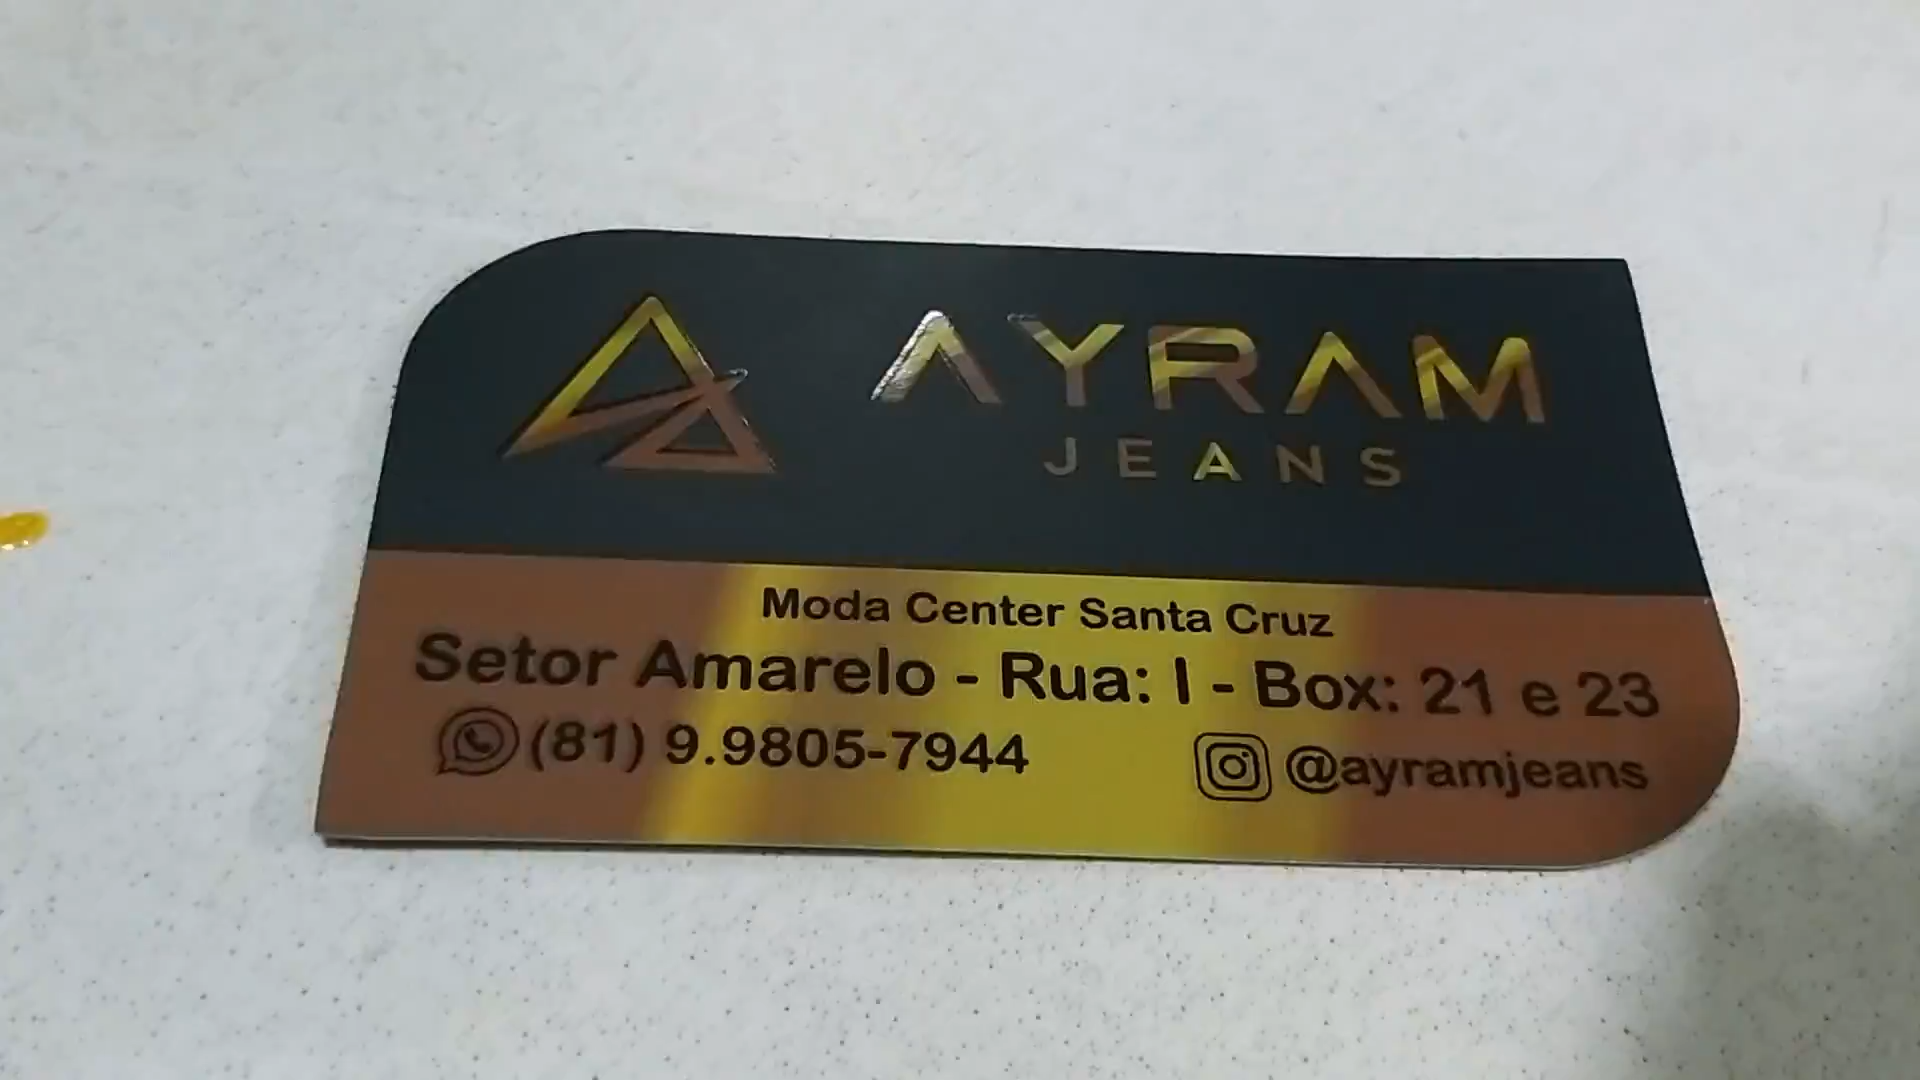 AYRAM
JEANS
Moda Center Santa Cruz
Setor Amarelo - Rua: I - Box: 21 e 23
(81) 9.9805-7944
@ayramjeans